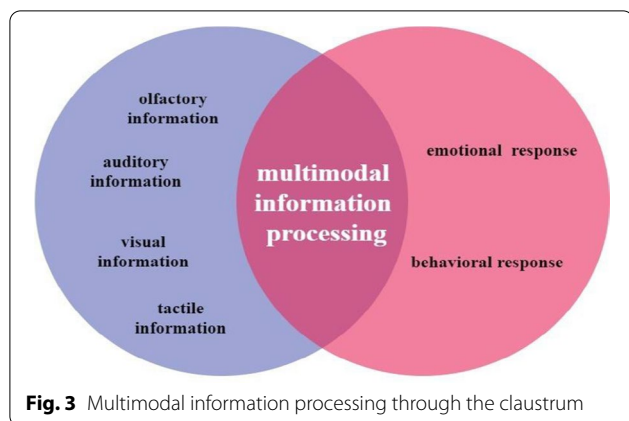 olfactory
information
auditory
information
visual
information
tactile
information
multimodal
information
processing
emotional response
behavioral response
Fig. 3 Multimodal information processing through the claustrum